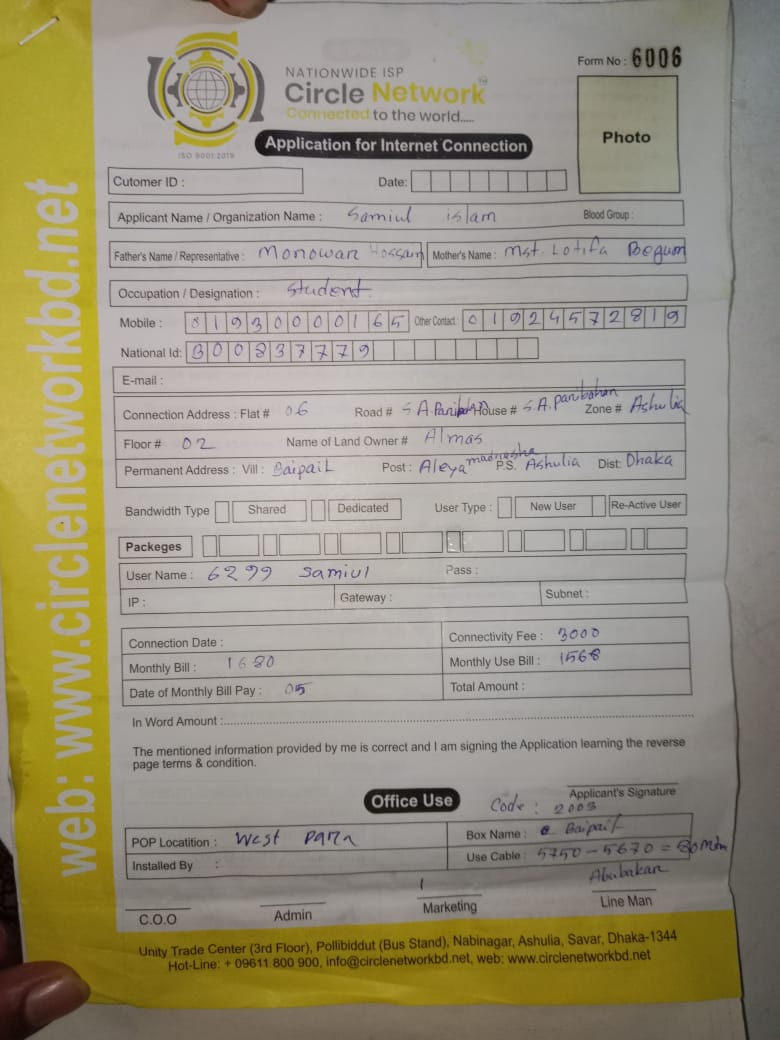 Form No : 6006
NATIONWIDE ISP
Circle Network
Connected to the world.....
ISO 9001:2015
Application for Internet Connection
Photo
Cutomer ID :
Date:
Applicant Name / Organization Name : Samiul islam Blood Group :
Father's Name / Representative : Monowar Hossain Mother's Name : Mst. Lotifa Begum
Occupation / Designation : Student.
Mobile : 01930000165 Other Contact : 01924572819
National Id: 3008377779
E-mail :
Connection Address : Flat # 06 Road # S.A. House # S.A. paribahan Zone # Ashulia
Floor # 02 Name of Land Owner # Almas
Permanent Address : Vill : Baipail Post : Aleya madrasha P.S. Ashulia Dist: Dhaka
Bandwidth Type Shared Dedicated User Type : New User Re-Active User
Packeges
User Name : 6299 Samiul Pass :
IP : Gateway : Subnet :
Connection Date : Connectivity Fee : 3000
Monthly Bill : 1680 Monthly Use Bill : 1568
Date of Monthly Bill Pay : 05 Total Amount :
In Word Amount :
The mentioned information provided by me is correct and I am signing the Application learning the reverse
page terms & condition.
Applicant's Signature
Office Use Code : 2003
POP Locatition : West para Box Name : Baipail
Installed By : Use Cable : 5750 - 5670 = 80 Mtn
Abubakar
C.O.O Admin Marketing Line Man
Unity Trade Center (3rd Floor), Pollibiddut (Bus Stand), Nabinagar, Ashulia, Savar, Dhaka-1344
Hot-Line: + 09611 800 900, info@circlenetworkbd.net, web: www.circlenetworkbd.net
web: www.circlenetworkbd.net